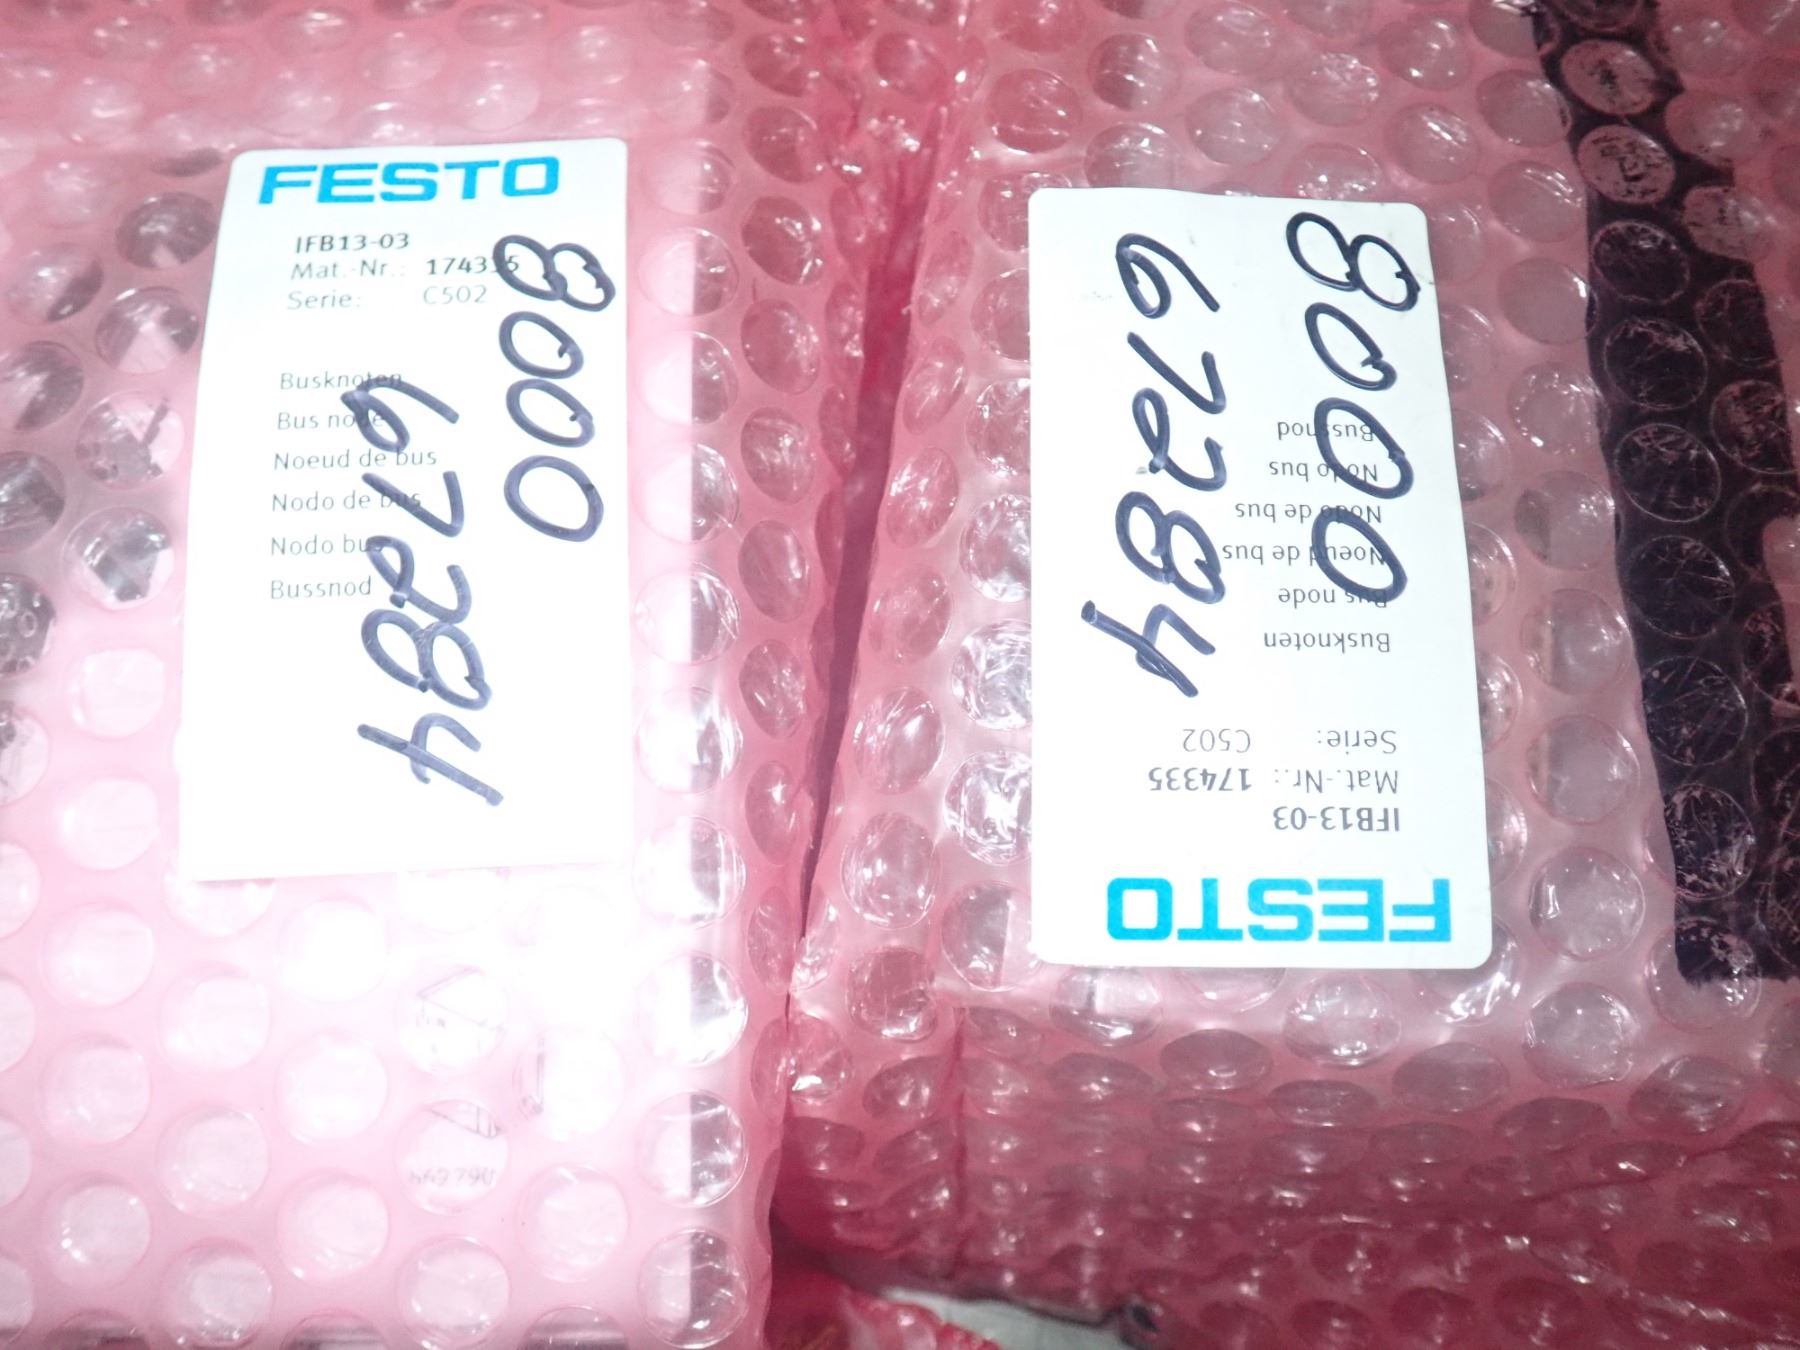 FESTO
IFB13-03
Mat.-Nr.: 174335
Serie: C502
Busknoten
Bus node
Noeud de bus
Nodo de bus
Nodo bus
Bussnod
8000
67284
FESTO
IFB13-03
Mat.-Nr.: 174335
Serie: C502
Busknoten
Bus node
Noeud de bus
Nodo de bus
Nodo bus
Bussnod
8000
67284